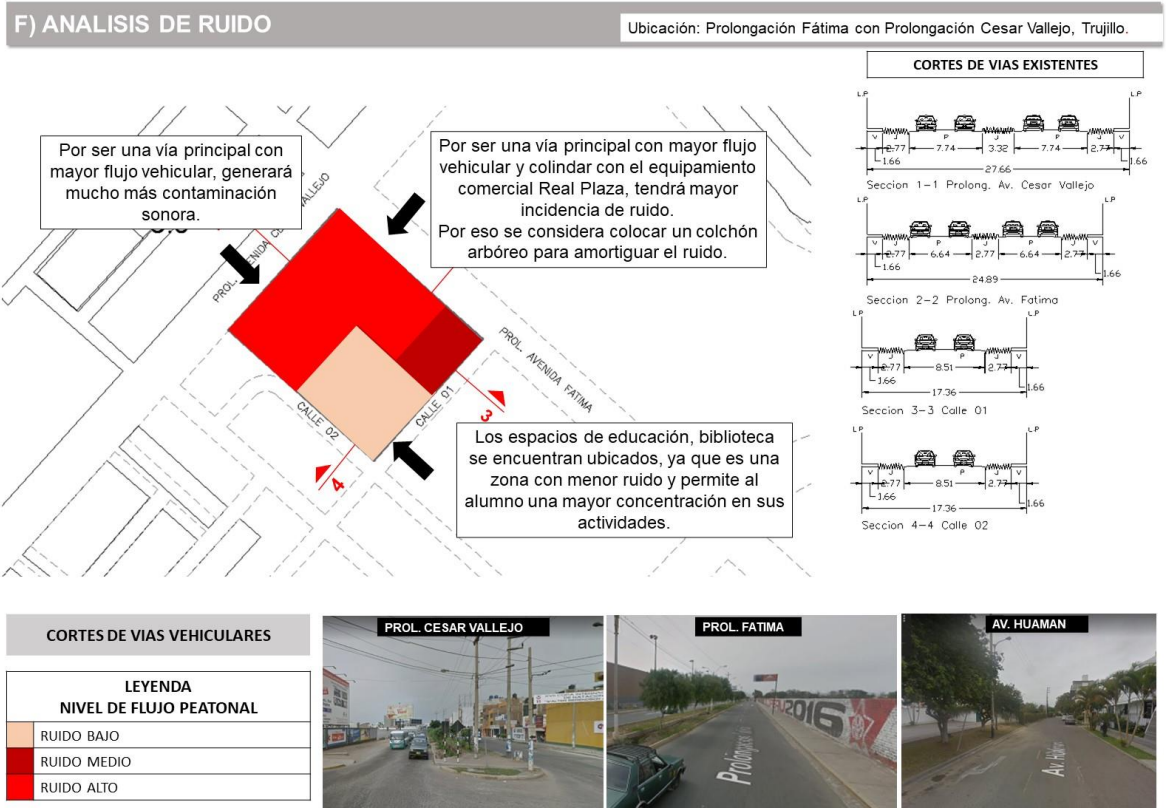 F) ANALISIS DE RUIDO
Ubicación: Prolongación Fátima con Prolongación Cesar Vallejo, Trujillo.
CORTES DE VIAS EXISTENTES
Por ser una vía principal con
mayor flujo vehicular, generará
mucho más contaminación
sonora.
Por ser una vía principal con mayor flujo
vehicular y colindar con el equipamiento
comercial Real Plaza, tendrá mayor
incidencia de ruido.
Por eso se considera colocar un colchón
arbóreo para amortiguar el ruido.
PROL. AVENIDA VALLEJO
PROL. AVENIDA FATIMA
CALLE 01
CALLE 02
3
4
Los espacios de educación, biblioteca
se encuentran ubicados, ya que es una
zona con menor ruido y permite al
alumno una mayor concentración en sus
actividades.
L.P L.P
V J P J P J V
2.77 7.74 3.32 7.74 2.77
1.66 1.66
27.66
Seccion 1-1 Prolong. Av. Cesar Vallejo
L.P L.P
V J P J P J V
2.77 6.64 2.77 6.64 2.77
1.66 1.66
24.89
Seccion 2-2 Prolong. Av. Fatima
L.P L.P
V J P J V
2.77 8.51 2.77
1.66 1.66
17.36
Seccion 3-3 Calle 01
L.P L.P
V J P J V
2.77 8.51 2.77
1.66 1.66
17.36
Seccion 4-4 Calle 02
CORTES DE VIAS VEHICULARES
LEYENDA
NIVEL DE FLUJO PEATONAL
RUIDO BAJO
RUIDO MEDIO
RUIDO ALTO
PROL. CESAR VALLEJO
PROL. FATIMA
AV. HUAMAN